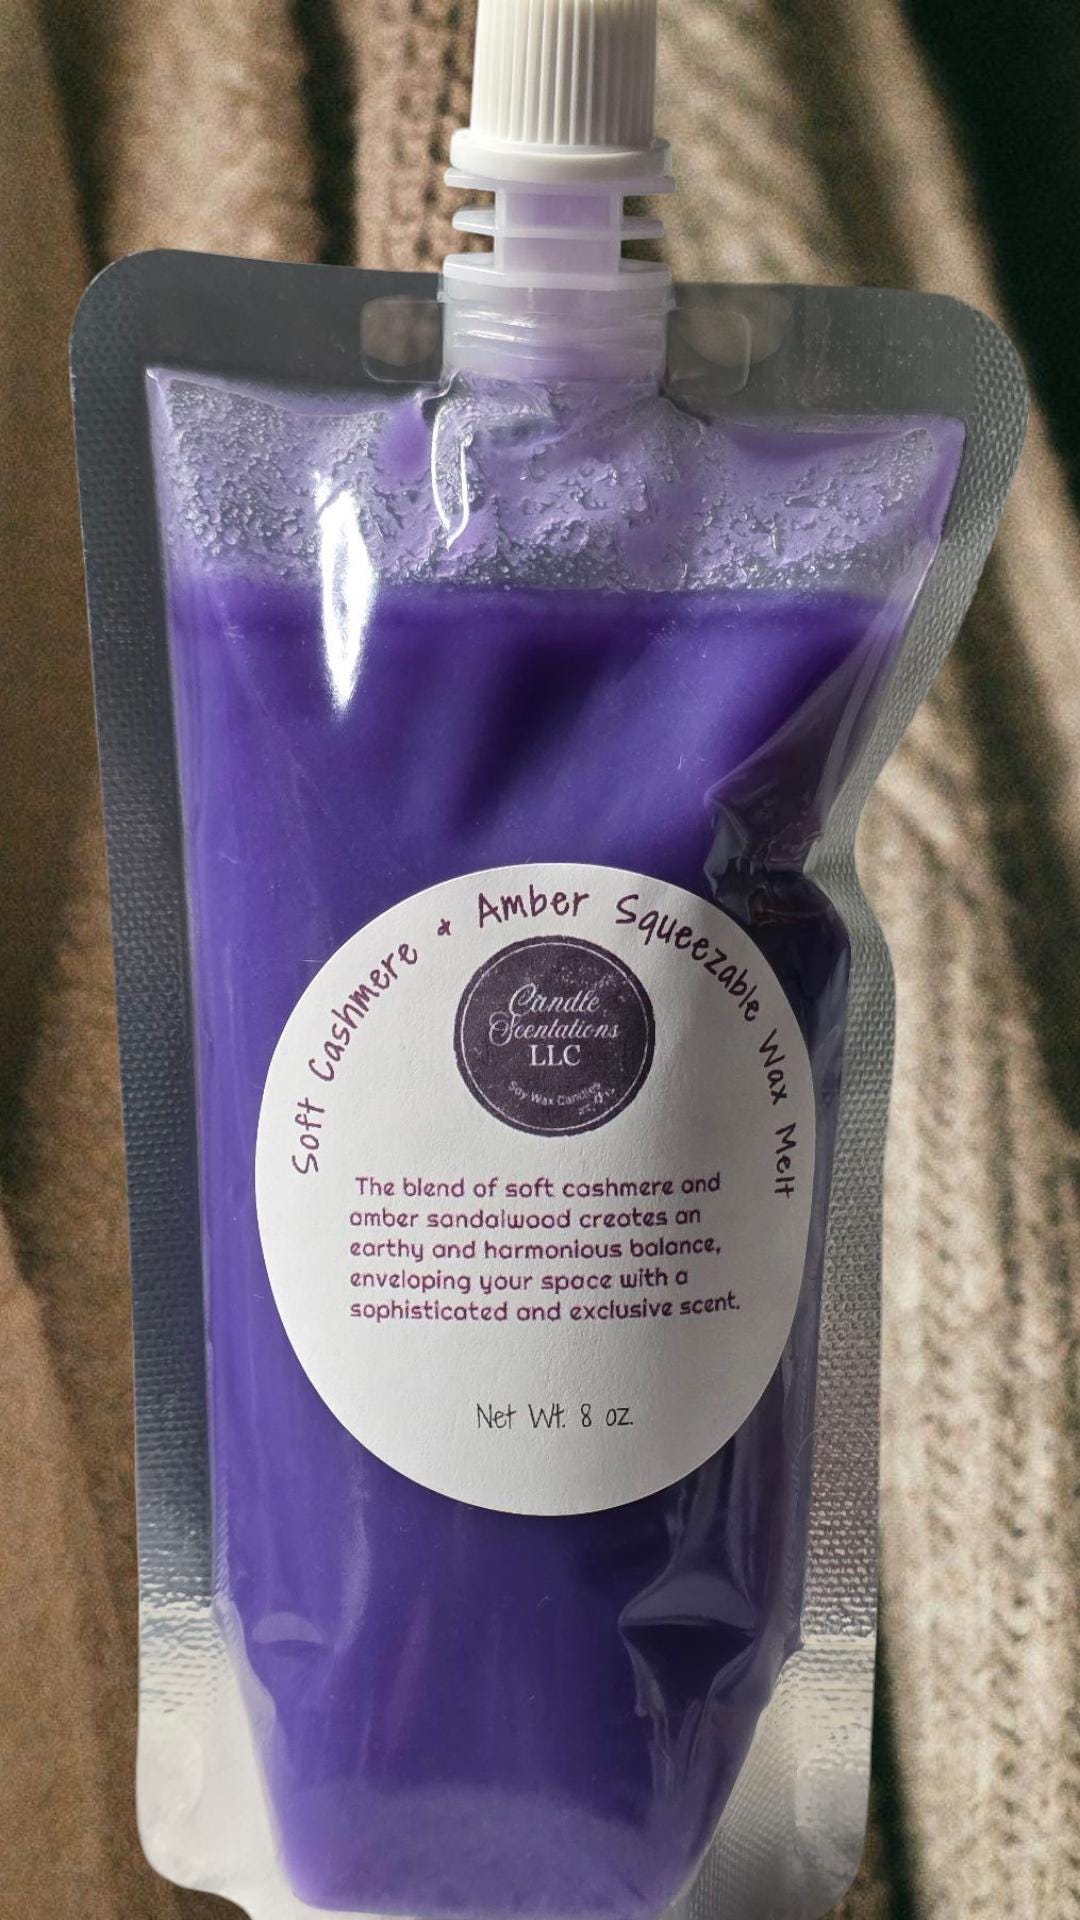 Soft Cashmere & Amber Squeezable Wax Melt
Candle
Scentations
LLC
Soy Wax Candles
The blend of soft cashmere and
amber sandalwood creates an
earthy and harmonious balance,
enveloping your space with a
sophisticated and exclusive scent.
Net Wt. 8 oz.